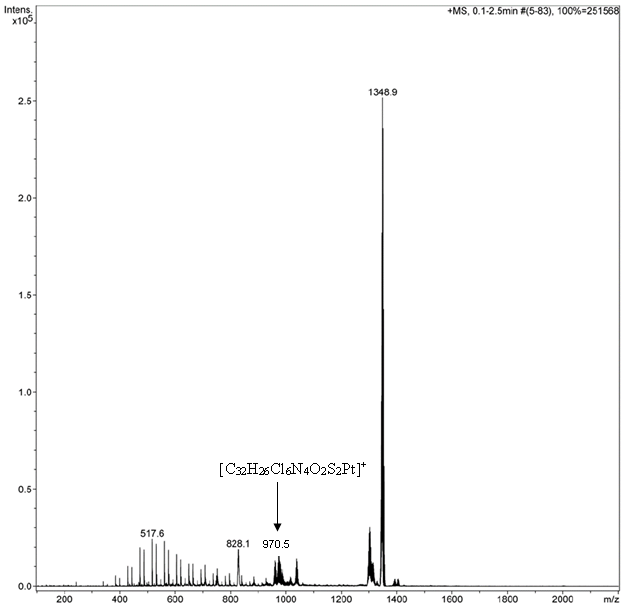 Intens.
x10⁵
+MS, 0.1-2.5min #(5-83), 100%=251568
1348.9
2.5
2.0
1.5
1.0
[C₃₂H₂₆Cl₆N₄O₂S₂Pt]⁺
0.5
517.6
828.1
970.5
0.0
200 400 600 800 1000 1200 1400 1600 1800 2000 m/z